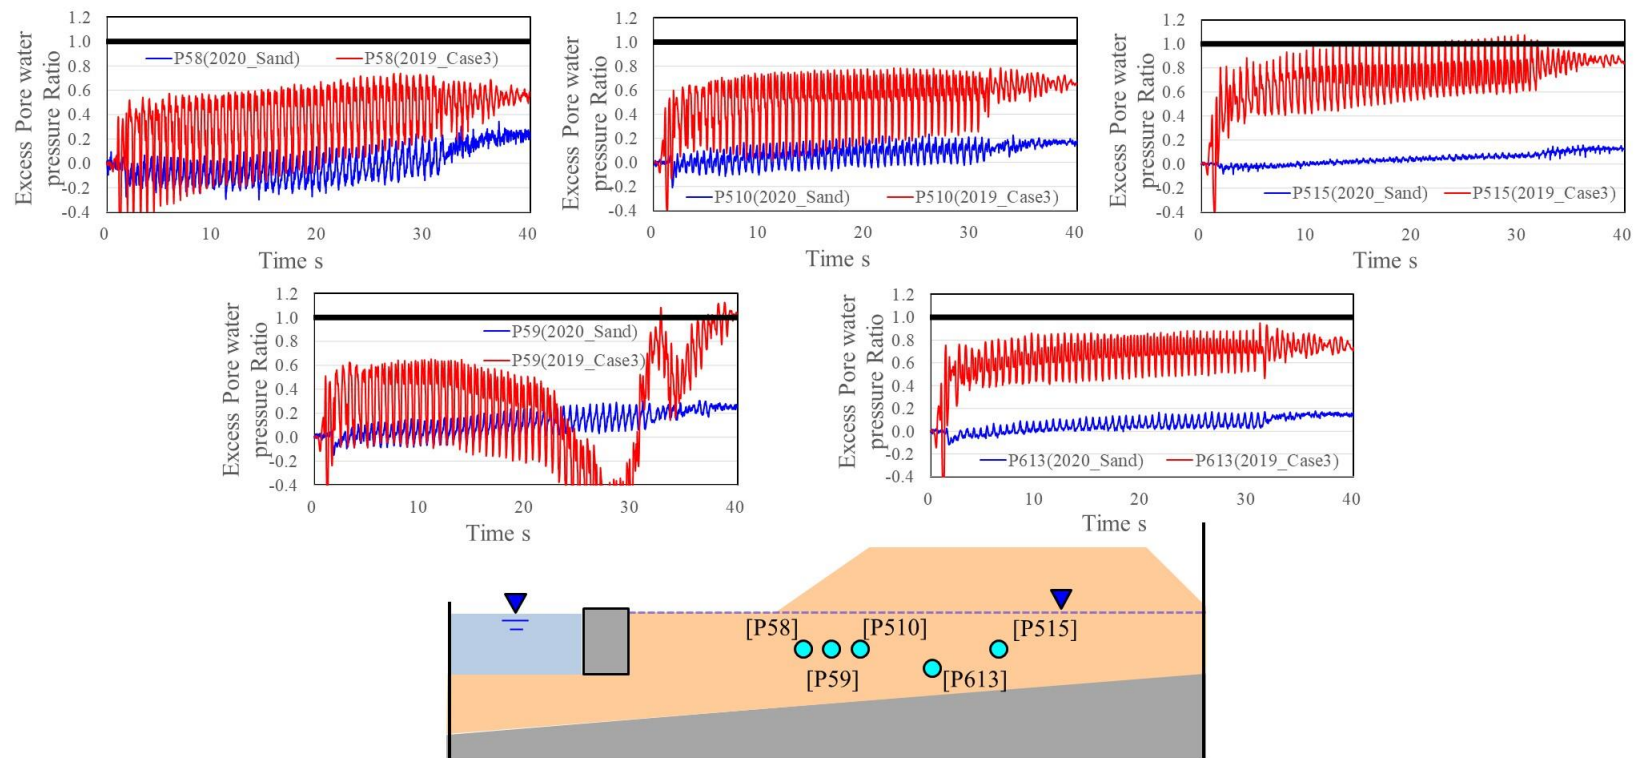 Excess Pore water
pressure Ratio
1.2
1.0
0.8
0.6
0.4
0.2
0.0
-0.2
-0.4
P58(2020_Sand)
P58(2019_Case3)
0
10
20
30
40
Time s
Excess Pore water
pressure Ratio
1.2
1.0
0.8
0.6
0.4
0.2
0.0
-0.2
-0.4
P510(2020_Sand)
P510(2019_Case3)
0
10
20
30
40
Time s
Excess Pore water
pressure Ratio
1.2
1.0
0.8
0.6
0.4
0.2
0.0
-0.2
-0.4
P515(2020_Sand)
P515(2019_Case3)
0
10
20
30
40
Time s
Excess Pore water
pressure Ratio
1.2
1.0
0.8
0.6
0.4
0.2
0.0
-0.2
-0.4
P59(2020_Sand)
P59(2019_Case3)
0
10
20
30
40
Time s
Excess Pore water
pressure Ratio
1.2
1.0
0.8
0.6
0.4
0.2
0.0
-0.2
-0.4
P613(2020_Sand)
P613(2019_Case3)
0
10
20
30
40
Time s
[P58]
[P510]
[P515]
[P59]
[P613]